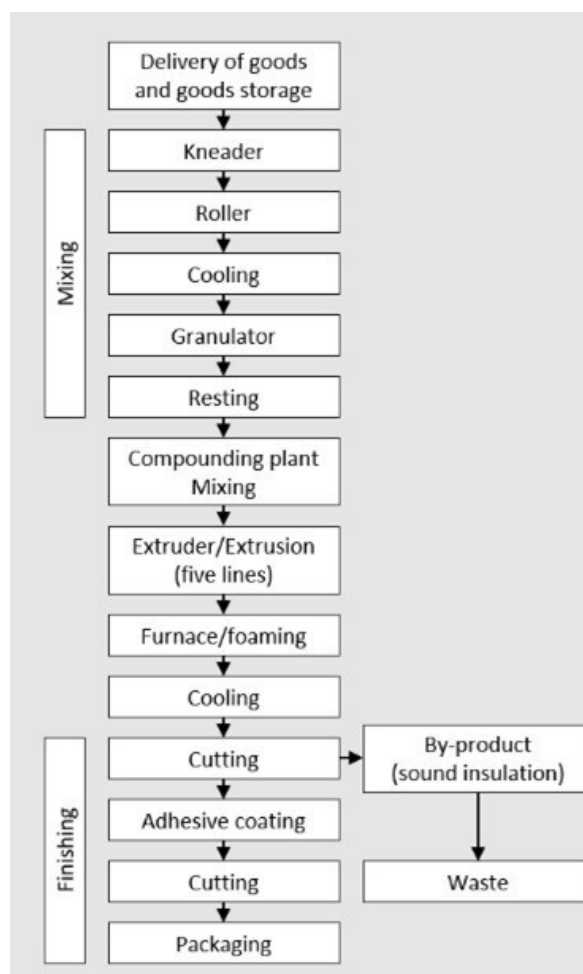 Delivery of goods
and goods storage
Mixing
Kneader
Roller
Cooling
Granulator
Resting
Compounding plant
Mixing
Extruder/Extrusion
(five lines)
Furnace/foaming
Cooling
Finishing
Cutting
By-product
(sound insulation)
Adhesive coating
Cutting
Waste
Packaging